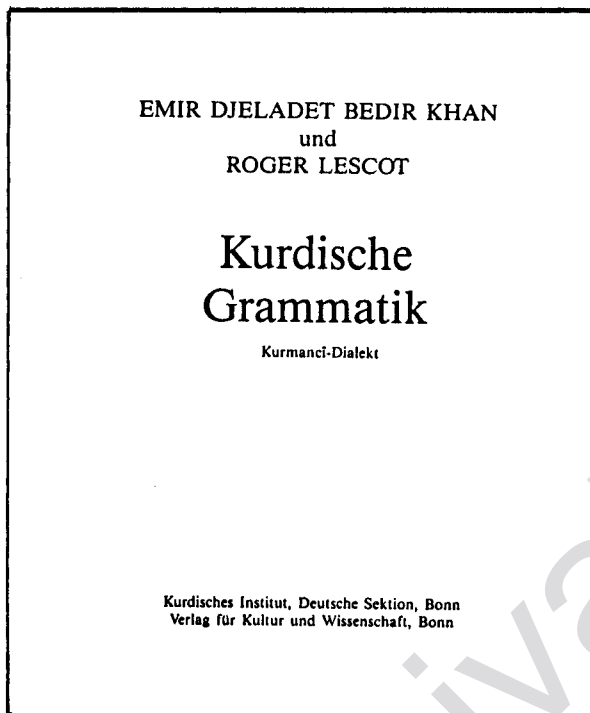 EMIR DJELADET BEDIR KHAN
und
ROGER LESCOT
Kurdische
Grammatik
Kurmancî-Dialekt
Kurdisches Institut, Deutsche Sektion, Bonn
Verlag für Kultur und Wissenschaft, Bonn